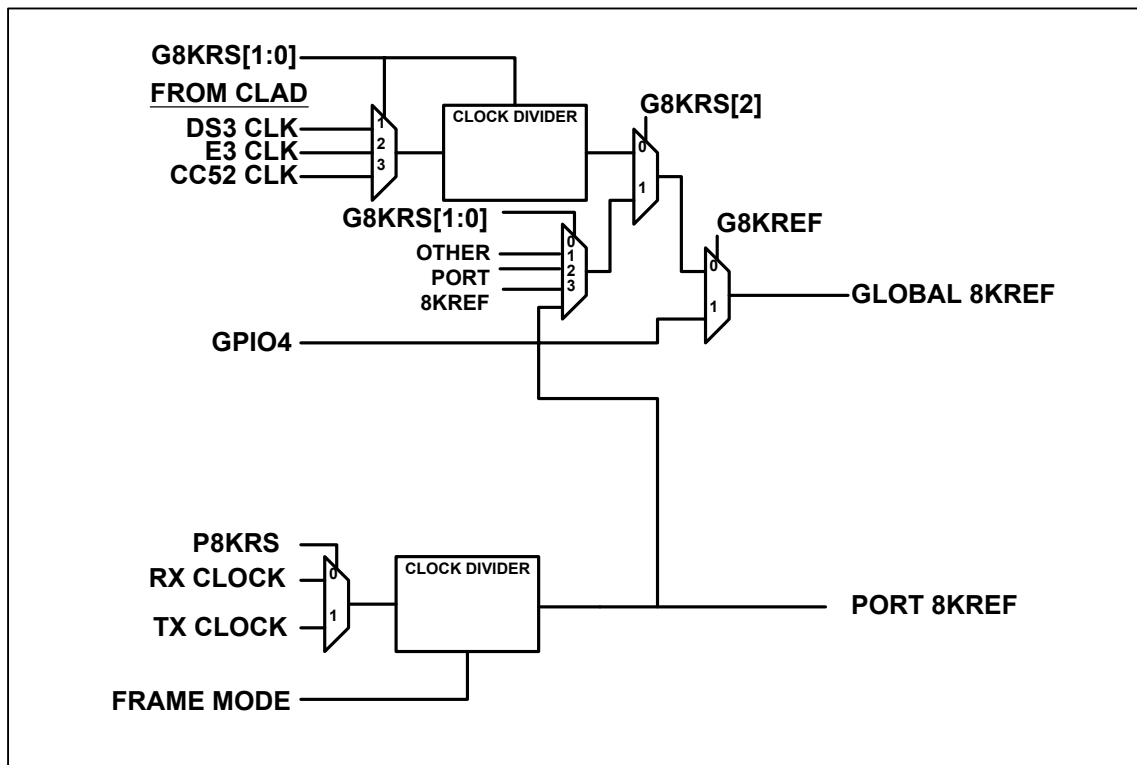 G8KRS[1:0]
FROM CLAD
DS3 CLK
E3 CLK
CC52 CLK
1
2
3
CLOCK DIVIDER
G8KRS[2]
0
1
G8KRS[1:0]
OTHER
PORT
8KREF
0
1
2
3
G8KREF
0
1
GLOBAL 8KREF
GPIO4
P8KRS
RX CLOCK
TX CLOCK
0
1
CLOCK DIVIDER
PORT 8KREF
FRAME MODE